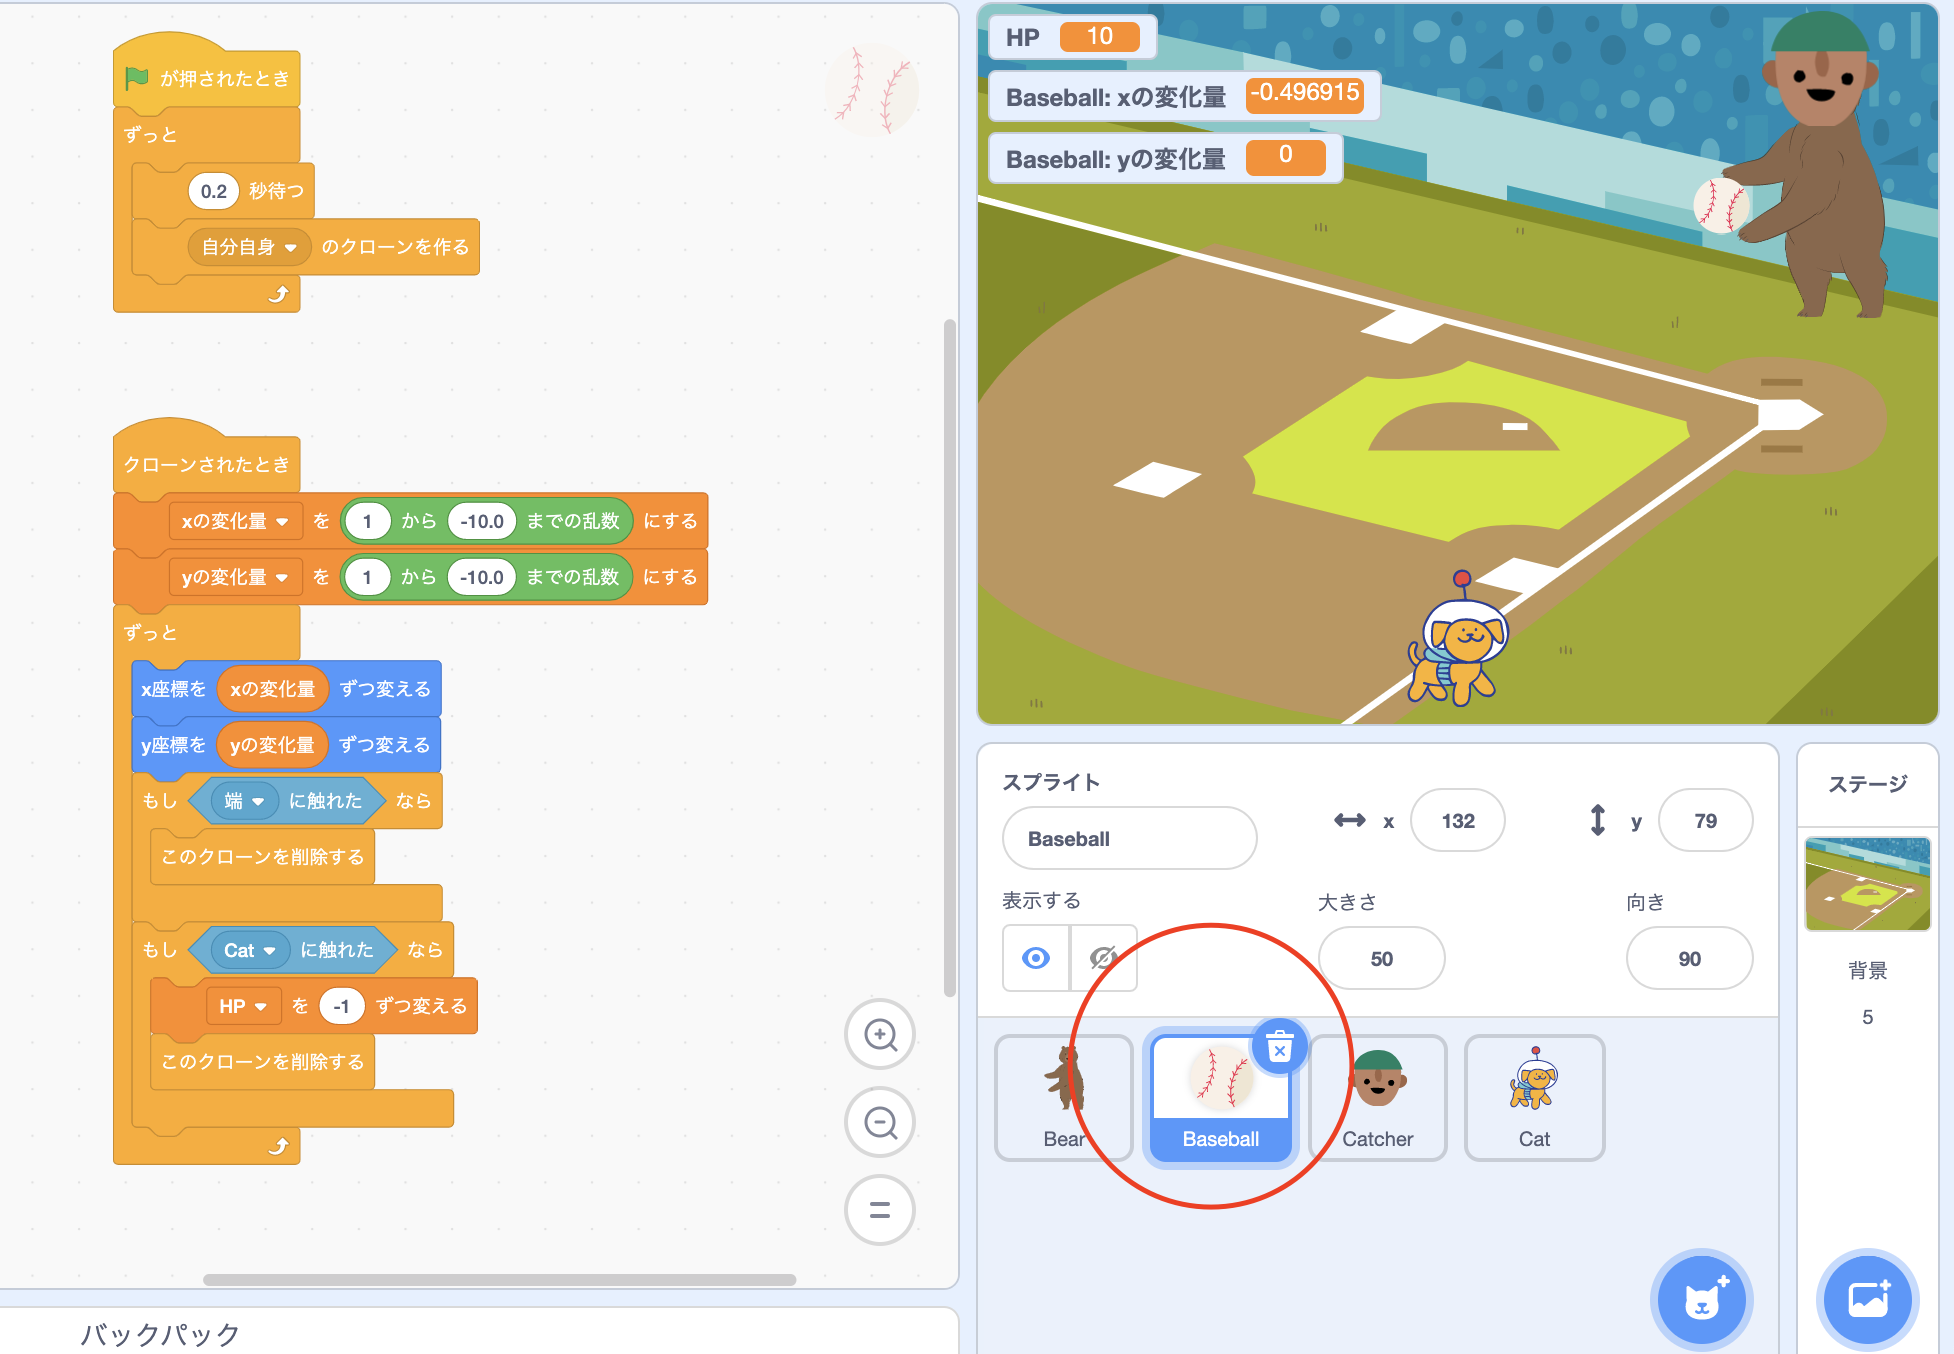 が押されたとき
ずっと
0.2 秒待つ
自分自身 のクローンを作る
クローンされたとき
xの変化量 を 1 から -10.0 までの乱数 にする
yの変化量 を 1 から -10.0 までの乱数 にする
ずっと
x座標を xの変化量 ずつ変える
y座標を yの変化量 ずつ変える
もし 端 に触れた なら
このクローンを削除する
もし Cat に触れた なら
HP を -1 ずつ変える
このクローンを削除する
バックパック
HP 10
Baseball: xの変化量 -0.496915
Baseball: yの変化量 0
スプライト
Baseball
x 132 y 79
表示する 大きさ 向き
50 90
Bear Baseball Catcher Cat
ステージ
背景
5